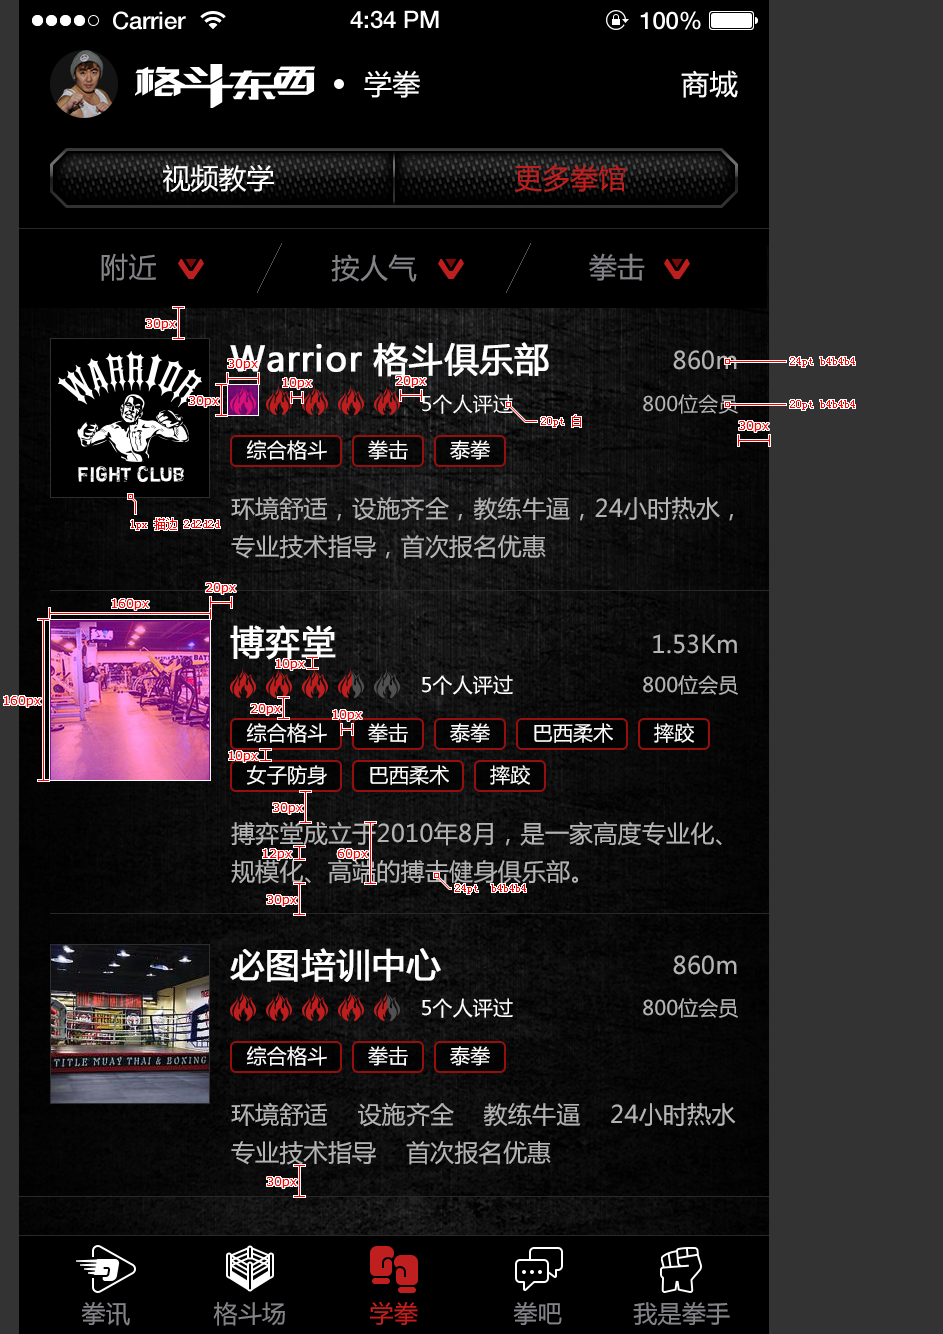 Carrier 4:34 PM 100%
格斗东西 • 学拳 商城
视频教学 更多拳馆
附近 按人气 拳击
30px
WARRIOR
FIGHT CLUB
Warrior 格斗俱乐部 860m
24pt b4b4b4
30px 10px 20px
30px
5个人评过 800位会员
20pt b4b4b4
20pt 白
30px
综合格斗 拳击 泰拳
1px 描边 2d2d2d
环境舒适，设施齐全，教练牛逼，24小时热水，
专业技术指导，首次报名优惠
20px
160px
160px
博弈堂 1.53Km
10px
5个人评过 800位会员
20px 10px
综合格斗 拳击 泰拳 巴西柔术 摔跤
10px
女子防身 巴西柔术 摔跤
30px
搏弈堂成立于2010年8月，是一家高度专业化、
12px 60px
规模化、高端的搏击健身俱乐部。
24pt b4b4b4
30px
TITLE MUAY THAI & BOXING
必图培训中心 860m
5个人评过 800位会员
综合格斗 拳击 泰拳
环境舒适 设施齐全 教练牛逼 24小时热水
专业技术指导 首次报名优惠
30px
拳讯 格斗场 学拳 拳吧 我是拳手